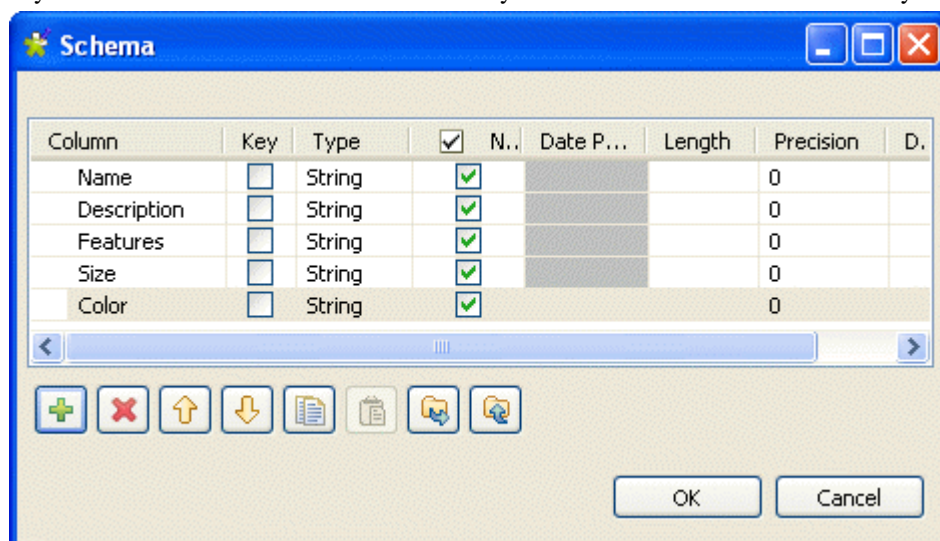 Schema
Column Key Type N.. Date P... Length Precision D.
Name String 0
Description String 0
Features String 0
Size String 0
Color String 0
OK Cancel